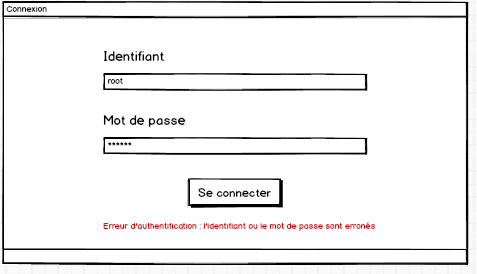 Connexion
Identifiant
root
Mot de passe
******
Se connecter
Erreur d'authentification : l'identifiant ou le mot de passe sont erronés